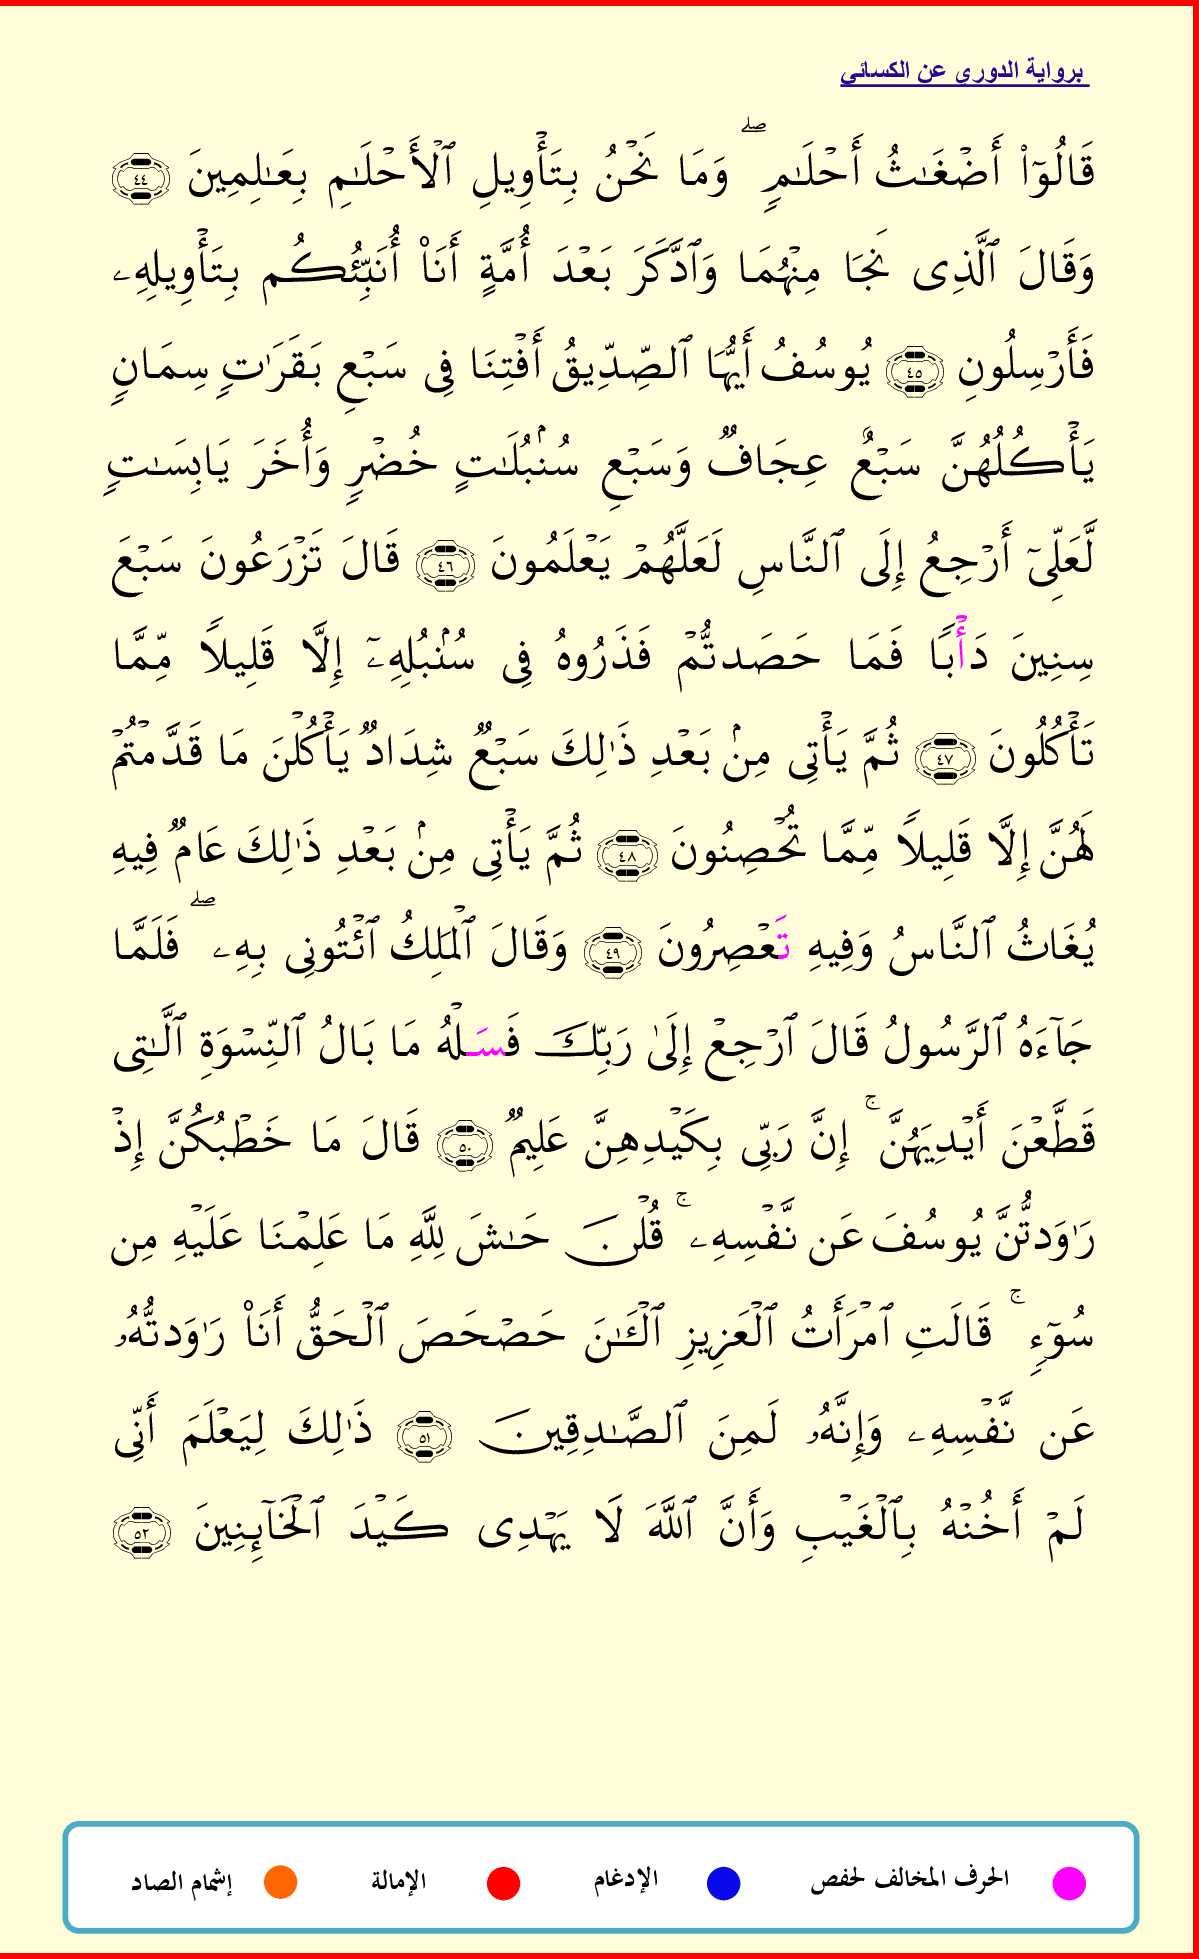 برواية الدوري عن الكسائي
قَالُوٓا۟ أَضْغَـٰثُ أَحْلَـٰمٍ ۖ وَمَا نَحْنُ بِتَأْوِيلِ ٱلْأَحْلَـٰمِ بِعَـٰلِمِينَ ٤٤
وَقَالَ ٱلَّذِى نَجَا مِنْهُمَا وَٱدَّكَرَ بَعْدَ أُمَّةٍ أَنَا۠ أُنَبِّئُكُم بِتَأْوِيلِهِۦ
فَأَرْسِلُونِ ٤٥ يُوسُفُ أَيُّهَا ٱلصِّدِّيقُ أَفْتِنَا فِى سَبْعِ بَقَرَٰتٍ سِمَانٍ
يَأْكُلُهُنَّ سَبْعٌ عِجَافٌ وَسَبْعِ سُنۢبُلَـٰتٍ خُضْرٍ وَأُخَرَ يَابِسَـٰتٍ
لَّعَلِّىٓ أَرْجِعُ إِلَى ٱلنَّاسِ لَعَلَّهُمْ يَعْلَمُونَ ٤٦ قَالَ تَزْرَعُونَ سَبْعَ
سِنِينَ دَأْبًا فَمَا حَصَدتُّمْ فَذَرُوهُ فِى سُنۢبُلِهِۦٓ إِلَّا قَلِيلًا مِّمَّا
تَأْكُلُونَ ٤٧ ثُمَّ يَأْتِى مِنۢ بَعْدِ ذَٰلِكَ سَبْعٌ شِدَادٌ يَأْكُلْنَ مَا قَدَّمْتُمْ
لَهُنَّ إِلَّا قَلِيلًا مِّمَّا تُحْصِنُونَ ٤٨ ثُمَّ يَأْتِى مِنۢ بَعْدِ ذَٰلِكَ عَامٌ فِيهِ
يُغَاثُ ٱلنَّاسُ وَفِيهِ تَعْصِرُونَ ٤٩ وَقَالَ ٱلْمَلِكُ ٱئْتُونِى بِهِۦ ۖ فَلَمَّا
جَآءَهُ ٱلرَّسُولُ قَالَ ٱرْجِعْ إِلَىٰ رَبِّكَ فَسَلْهُ مَا بَالُ ٱلنِّسْوَةِ ٱلَّـٰتِى
قَطَّعْنَ أَيْدِيَهُنَّ ۚ إِنَّ رَبِّى بِكَيْدِهِنَّ عَلِيمٌ ٥٠ قَالَ مَا خَطْبُكُنَّ إِذْ
رَٰوَدتُّنَّ يُوسُفَ عَن نَّفْسِهِۦ ۚ قُلْنَ حَـٰشَ لِلَّهِ مَا عَلِمْنَا عَلَيْهِ مِن
سُوٓءٍ ۚ قَالَتِ ٱمْرَأَتُ ٱلْعَزِيزِ ٱلْـَٔـٰنَ حَصْحَصَ ٱلْحَقُّ أَنَا۠ رَٰوَدتُّهُۥ
عَن نَّفْسِهِۦ وَإِنَّهُۥ لَمِنَ ٱلصَّـٰدِقِينَ ٥١ ذَٰلِكَ لِيَعْلَمَ أَنِّى
لَمْ أَخُنْهُ بِٱلْغَيْبِ وَأَنَّ ٱللَّهَ لَا يَهْدِى كَيْدَ ٱلْخَآئِنِينَ ٥٢
الحرف المخالف لحفص الإدغام الإمالة إشمام الصاد